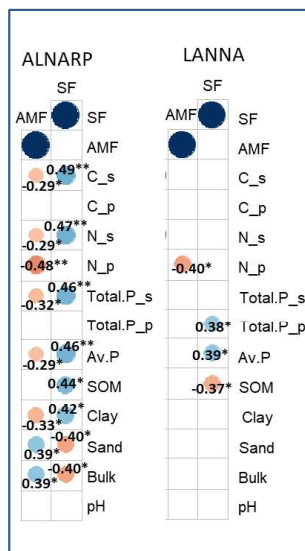 ALNARP LANNA
SF SF
AMF SF AMF SF
AMF AMF
0.49** C_s C_s
-0.29*
C_p C_p
0.47** N_s N_s
-0.29*
-0.48** N_p -0.40* N_p
0.46** Total.P_s Total.P_s
-0.32*
Total.P_p 0.38* Total.P_p
0.46** Av.P 0.39* Av.P
-0.29*
0.44* SOM -0.37* SOM
0.42* Clay Clay
-0.33*
-0.40* Sand Sand
0.39*
-0.40* Bulk Bulk
0.39*
pH pH